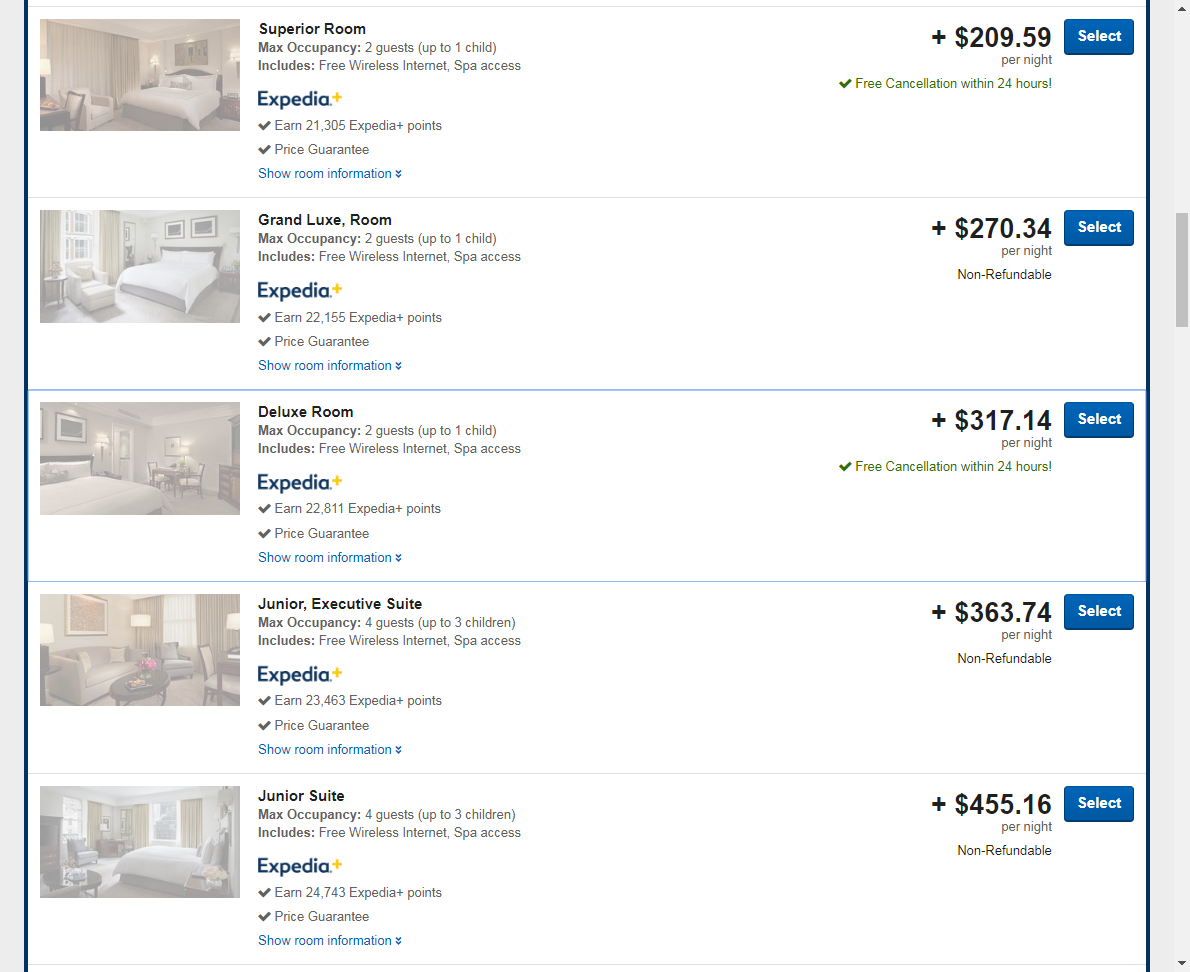 Superior Room
Max Occupancy: 2 guests (up to 1 child)
Includes: Free Wireless Internet, Spa access
Expedia+
Earn 21,305 Expedia+ points
Price Guarantee
Show room information
+ $209.59
per night
Free Cancellation within 24 hours!
Select
Grand Luxe, Room
Max Occupancy: 2 guests (up to 1 child)
Includes: Free Wireless Internet, Spa access
Expedia+
Earn 22,155 Expedia+ points
Price Guarantee
Show room information
+ $270.34
per night
Non-Refundable
Select
Deluxe Room
Max Occupancy: 2 guests (up to 1 child)
Includes: Free Wireless Internet, Spa access
Expedia+
Earn 22,811 Expedia+ points
Price Guarantee
Show room information
+ $317.14
per night
Free Cancellation within 24 hours!
Select
Junior, Executive Suite
Max Occupancy: 4 guests (up to 3 children)
Includes: Free Wireless Internet, Spa access
Expedia+
Earn 23,463 Expedia+ points
Price Guarantee
Show room information
+ $363.74
per night
Non-Refundable
Select
Junior Suite
Max Occupancy: 4 guests (up to 3 children)
Includes: Free Wireless Internet, Spa access
Expedia+
Earn 24,743 Expedia+ points
Price Guarantee
Show room information
+ $455.16
per night
Non-Refundable
Select